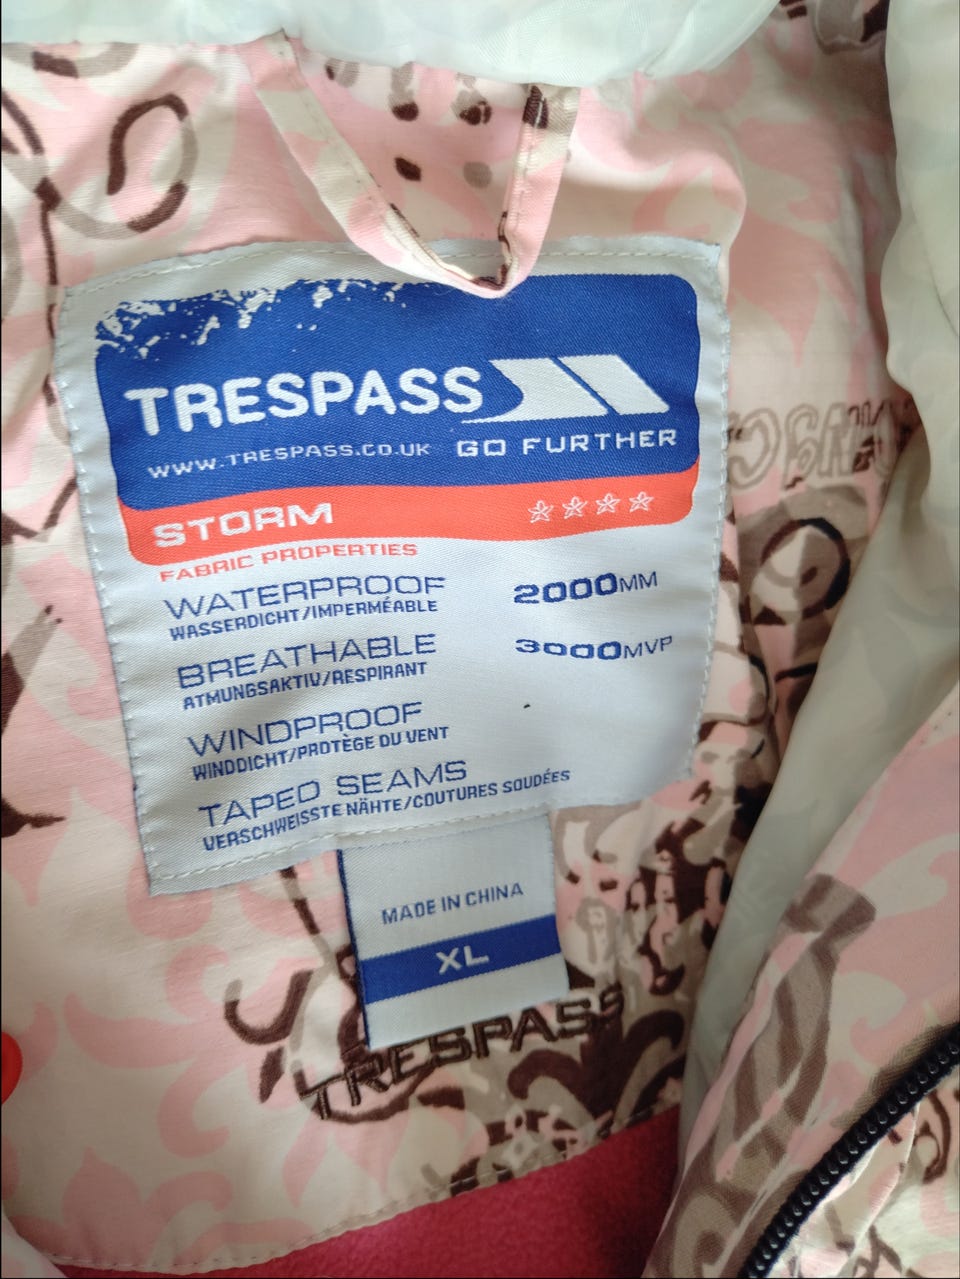 TRESPASS
WWW.TRESPASS.CO.UK GO FURTHER
STORM
FABRIC PROPERTIES
WATERPROOF 2000MM
WASSERDICHT/IMPERMÉABLE
BREATHABLE 3000MVP
ATMUNGSAKTIV/RESPIRANT
WINDPROOF
WINDDICHT/PROTÈGE DU VENT
TAPED SEAMS
VERSCHWEISSTE NÄHTE/COUTURES SOUDÉES
MADE IN CHINA
XL
TRESPASS